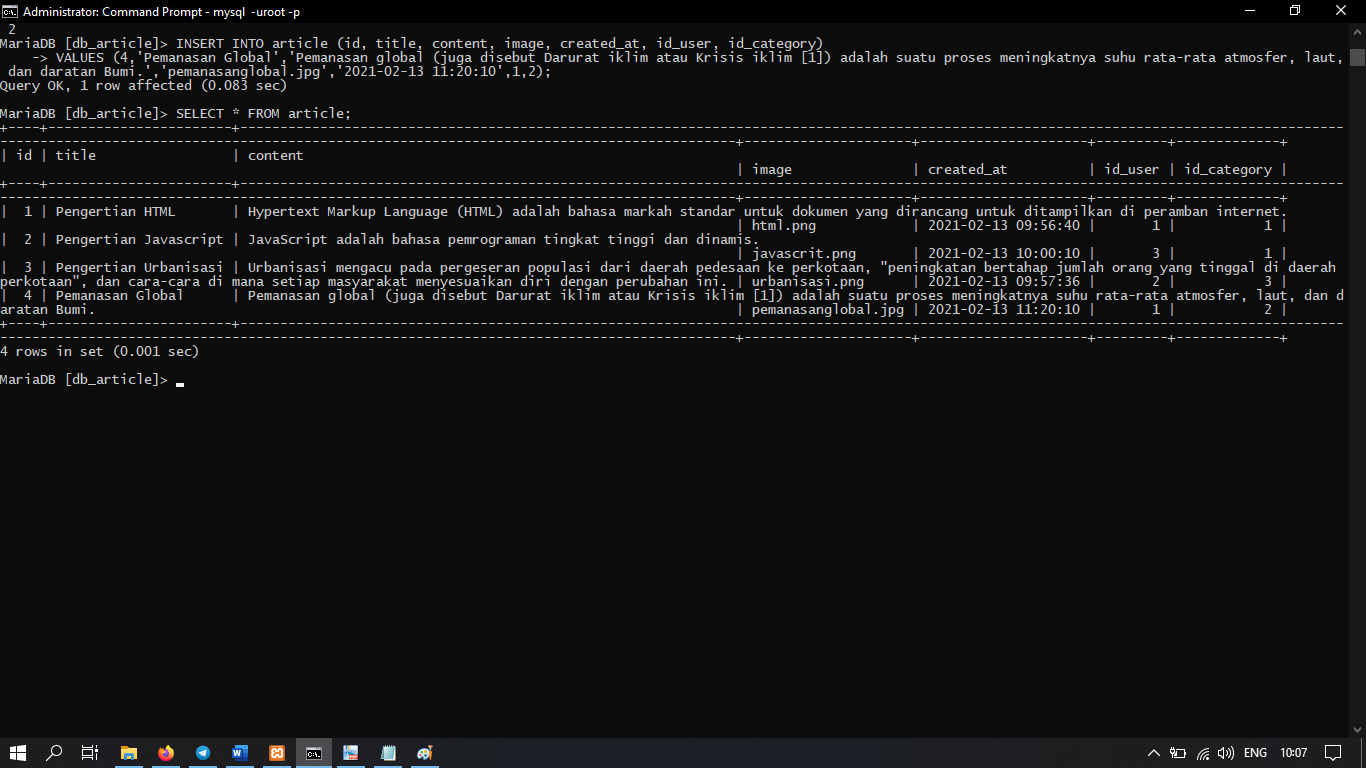 Administrator: Command Prompt - mysql  -uroot -p
2
MariaDB [db_article]> INSERT INTO article (id, title, content, image, created_at, id_user, id_category)
    -> VALUES (4,'Pemanasan Global','Pemanasan global (juga disebut Darurat iklim atau Krisis iklim [1]) adalah suatu proses meningkatnya suhu rata-rata atmosfer, laut,
 dan daratan Bumi.','pemanasanglobal.jpg','2021-02-13 11:20:10',1,2);
Query OK, 1 row affected (0.083 sec)
MariaDB [db_article]> SELECT * FROM article;
| id | title | content
| image | created_at | id_user | id_category |
| 1 | Pengertian HTML | Hypertext Markup Language (HTML) adalah bahasa markah standar untuk dokumen yang dirancang untuk ditampilkan di peramban internet.
| html.png | 2021-02-13 09:56:40 | 1 | 1 |
| 2 | Pengertian Javascript | JavaScript adalah bahasa pemrograman tingkat tinggi dan dinamis.
| javascrit.png | 2021-02-13 10:00:10 | 3 | 1 |
| 3 | Pengertian Urbanisasi | Urbanisasi mengacu pada pergeseran populasi dari daerah pedesaan ke perkotaan, "peningkatan bertahap jumlah orang yang tinggal di daerah
perkotaan", dan cara-cara di mana setiap masyarakat menyesuaikan diri dengan perubahan ini. | urbanisasi.png | 2021-02-13 09:57:36 | 2 | 3 |
| 4 | Pemanasan Global | Pemanasan global (juga disebut Darurat iklim atau Krisis iklim [1]) adalah suatu proses meningkatnya suhu rata-rata atmosfer, laut, dan d
aratan Bumi. | pemanasanglobal.jpg | 2021-02-13 11:20:10 | 1 | 2 |
4 rows in set (0.001 sec)
MariaDB [db_article]>
ENG 10:07